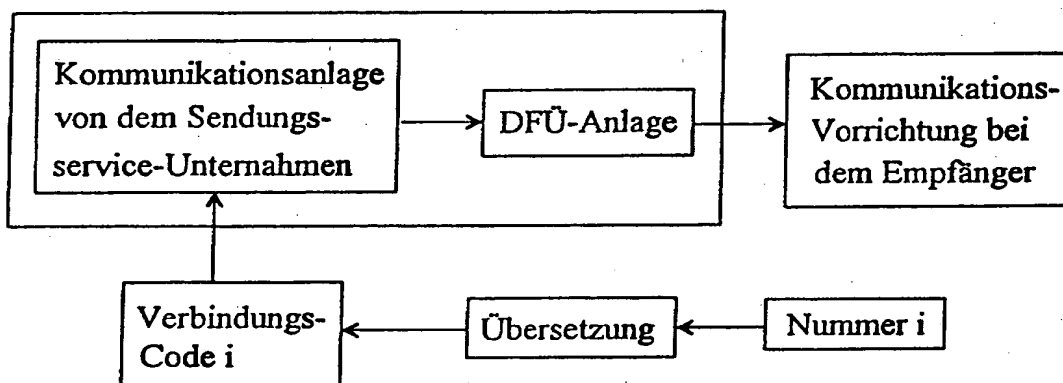 Kommunikationsanlage
von dem Sendungs-
service-Unternahmen
DFÜ-Anlage
Kommunikations-
Vorrichtung bei
dem Empfänger
Verbindungs-
Code i
Übersetzung
Nummer i